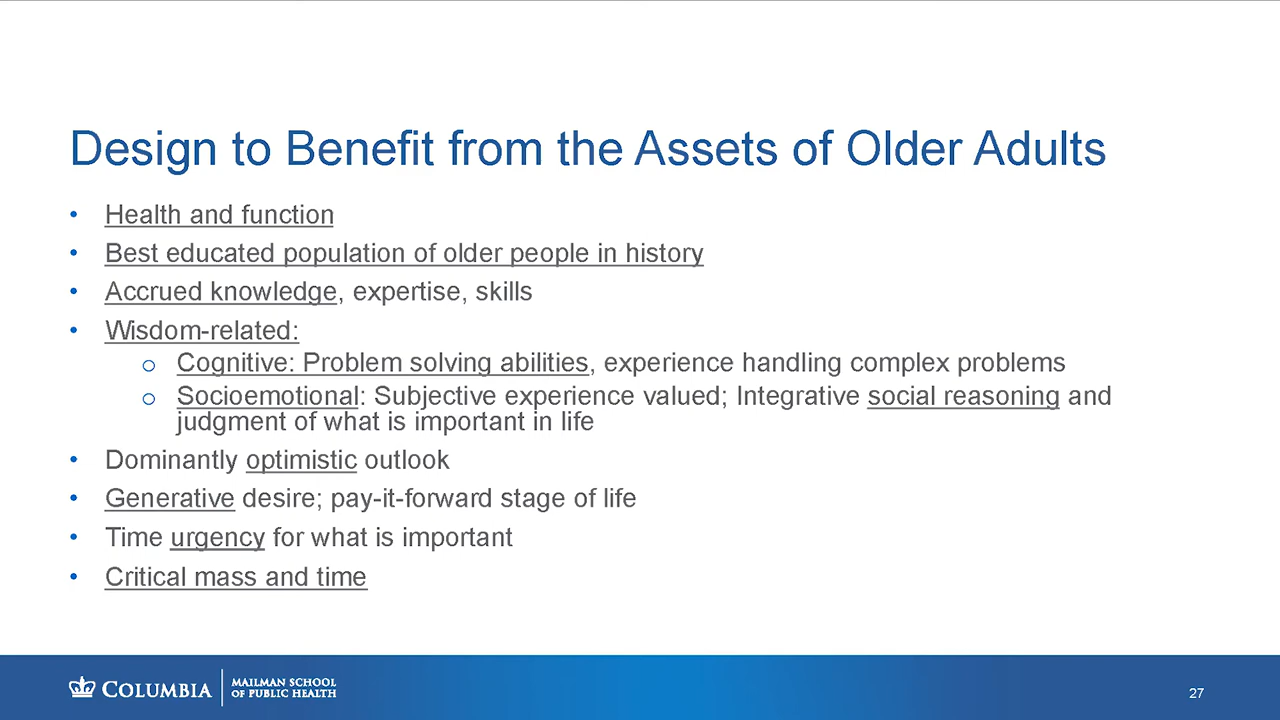 Design to Benefit from the Assets of Older Adults
• Health and function
• Best educated population of older people in history
• Accrued knowledge, expertise, skills
• Wisdom-related:
o Cognitive: Problem solving abilities, experience handling complex problems
o Socioemotional: Subjective experience valued; Integrative social reasoning and
judgment of what is important in life
• Dominantly optimistic outlook
• Generative desire; pay-it-forward stage of life
• Time urgency for what is important
• Critical mass and time
COLUMBIA
MAILMAN SCHOOL
OF PUBLIC HEALTH
27